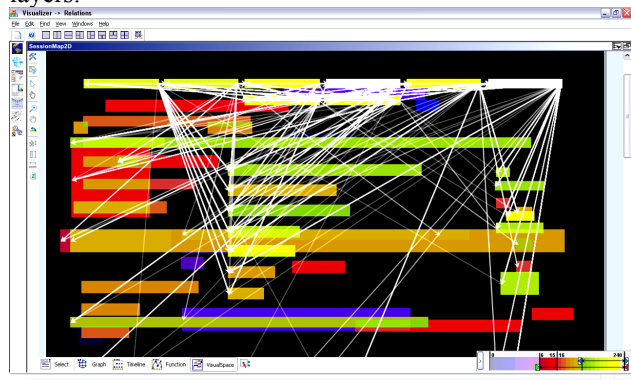 layers.
Visualizer -> Relations
File Edit Find View Windows Help
SessionMap2D
Select Graph Timeline Function VisualSpace
0 6 15 16 240